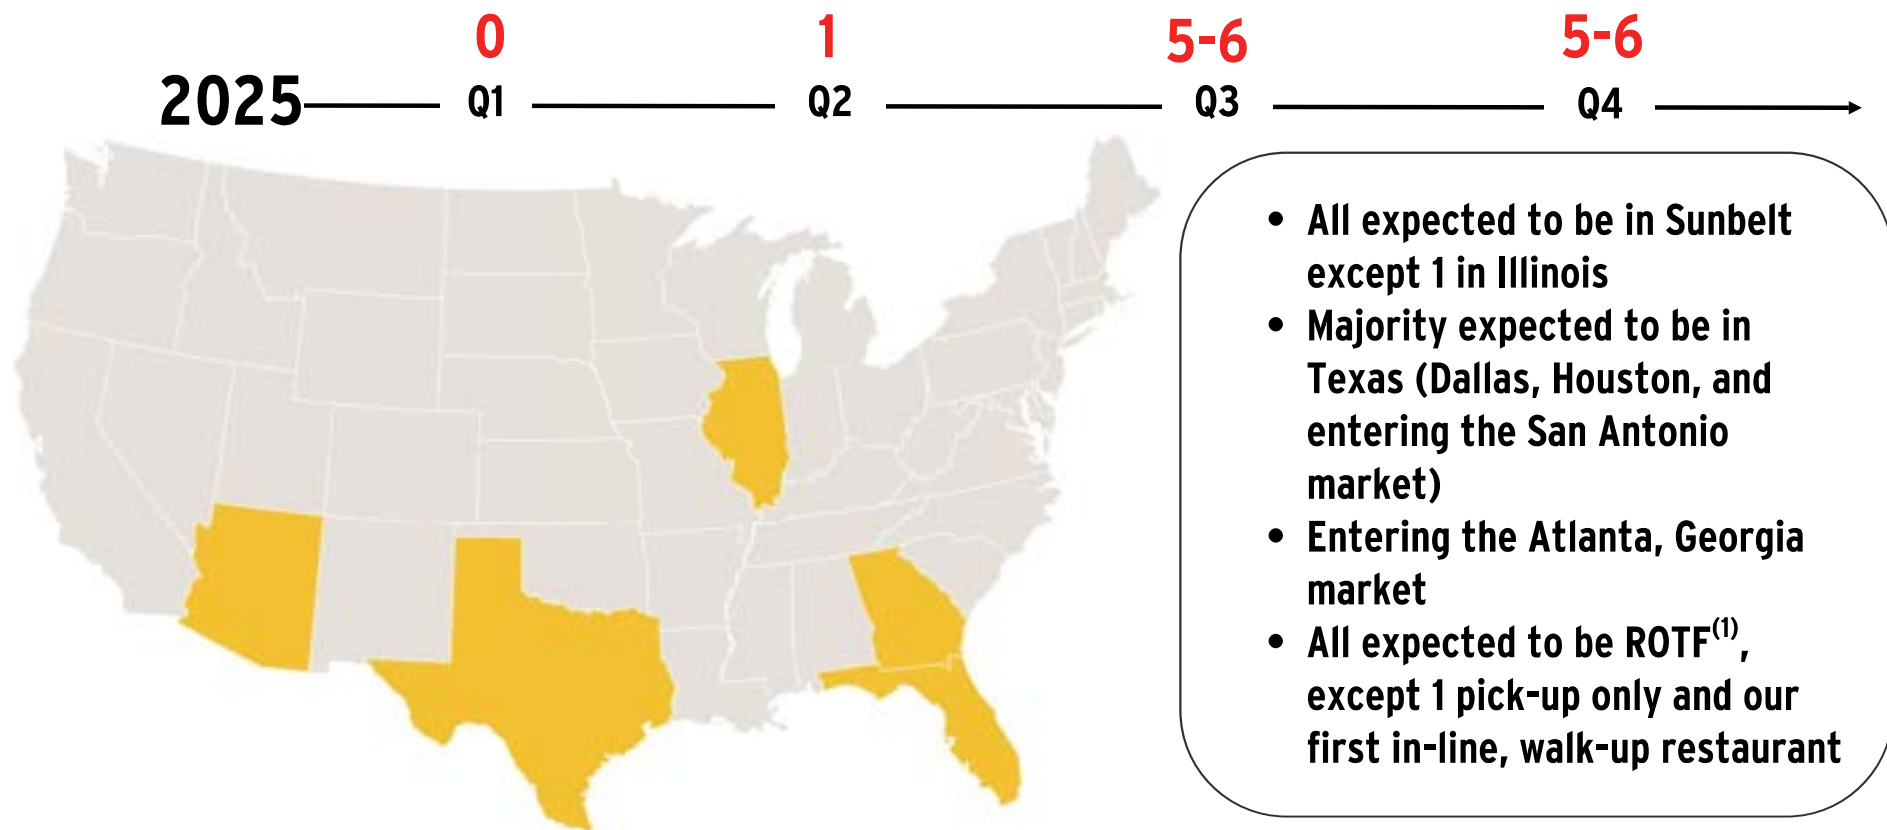 0 1 5-6 5-6
2025 Q1 Q2 Q3 Q4
• All expected to be in Sunbelt
except 1 in Illinois
• Majority expected to be in
Texas (Dallas, Houston, and
entering the San Antonio
market)
• Entering the Atlanta, Georgia
market
• All expected to be ROTF(1),
except 1 pick-up only and our
first in-line, walk-up restaurant